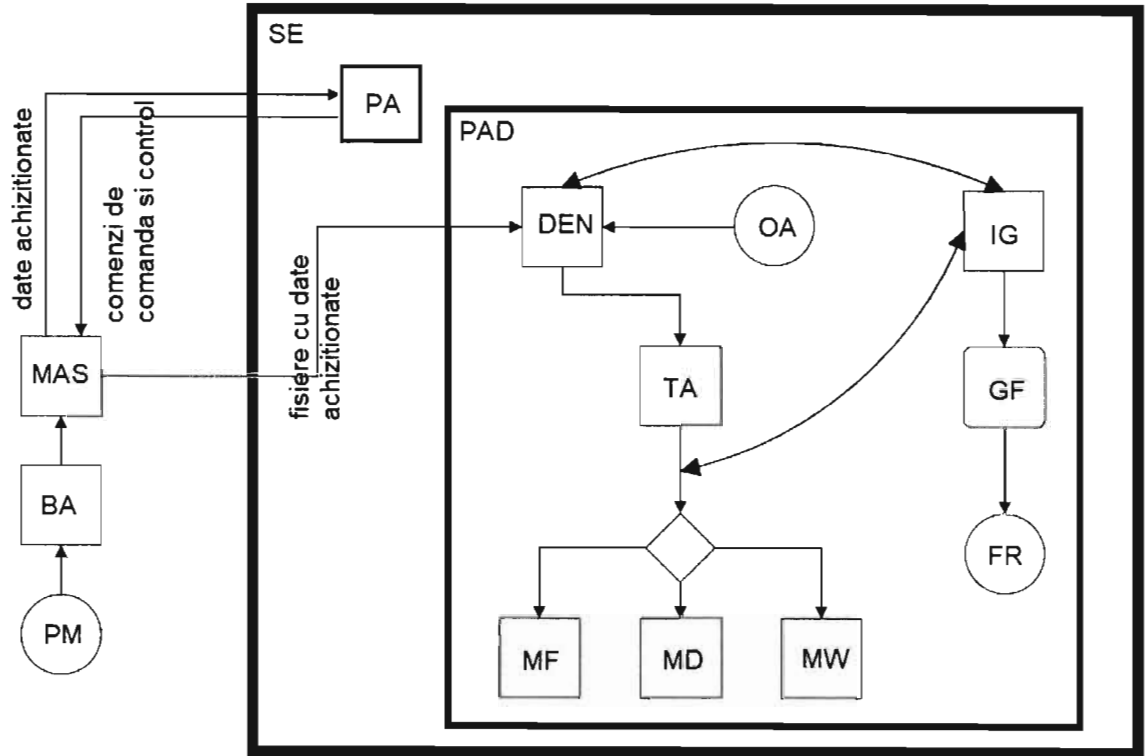 SE
PA
date achizitionate
comenzi de
comanda si control
PAD
DEN
OA
IG
fisiere cu date
achizitionate
MAS
TA
GF
BA
FR
PM
MF
MD
MW